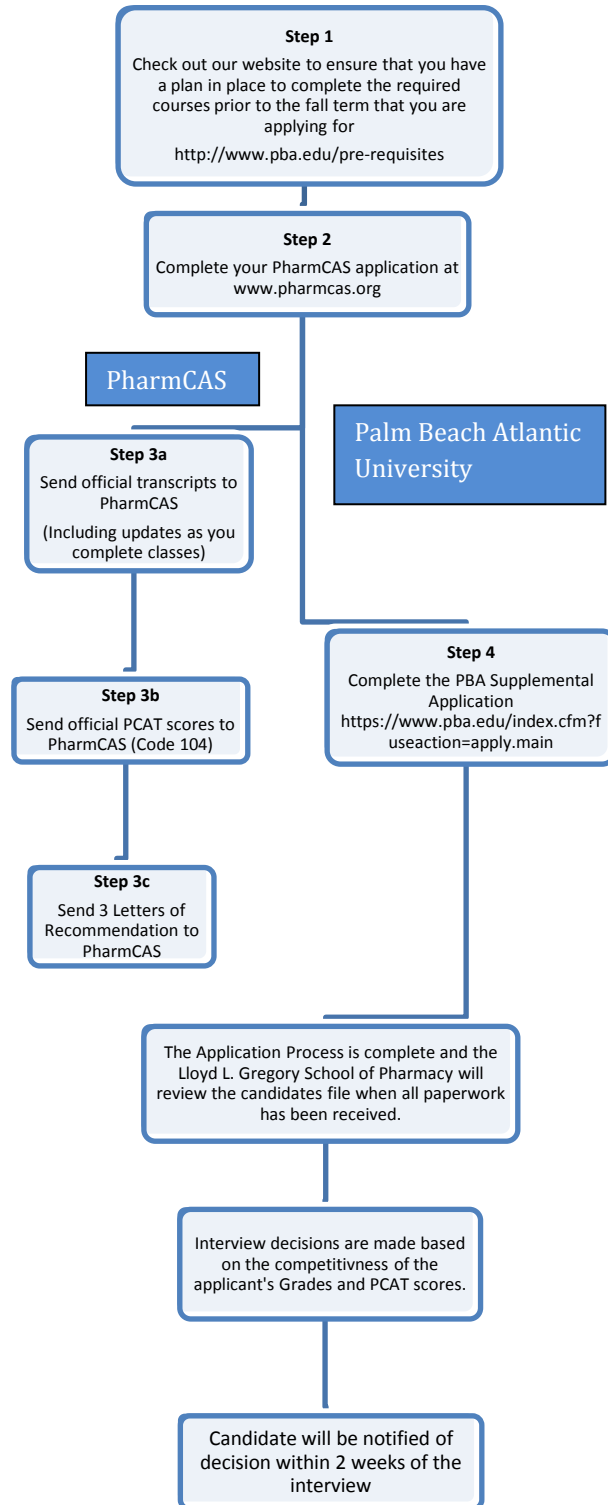 Step 1
Check out our website to ensure that you have
a plan in place to complete the required
courses prior to the fall term that you are
applying for
http://www.pba.edu/pre-requisites
Step 2
Complete your PharmCAS application at
www.pharmcas.org
PharmCAS
Palm Beach Atlantic
University
Step 3a
Send official transcripts to
PharmCAS
(Including updates as you
complete classes)
Step 3b
Send official PCAT scores to
PharmCAS (Code 104)
Step 3c
Send 3 Letters of
Recommendation to
PharmCAS
Step 4
Complete the PBA Supplemental
Application
https://www.pba.edu/index.cfm?f
useaction=apply.main
The Application Process is complete and the
Lloyd L. Gregory School of Pharmacy will
review the candidates file when all paperwork
has been received.
Interview decisions are made based
on the competitivness of the
applicant's Grades and PCAT scores.
Candidate will be notified of
decision within 2 weeks of the
interview